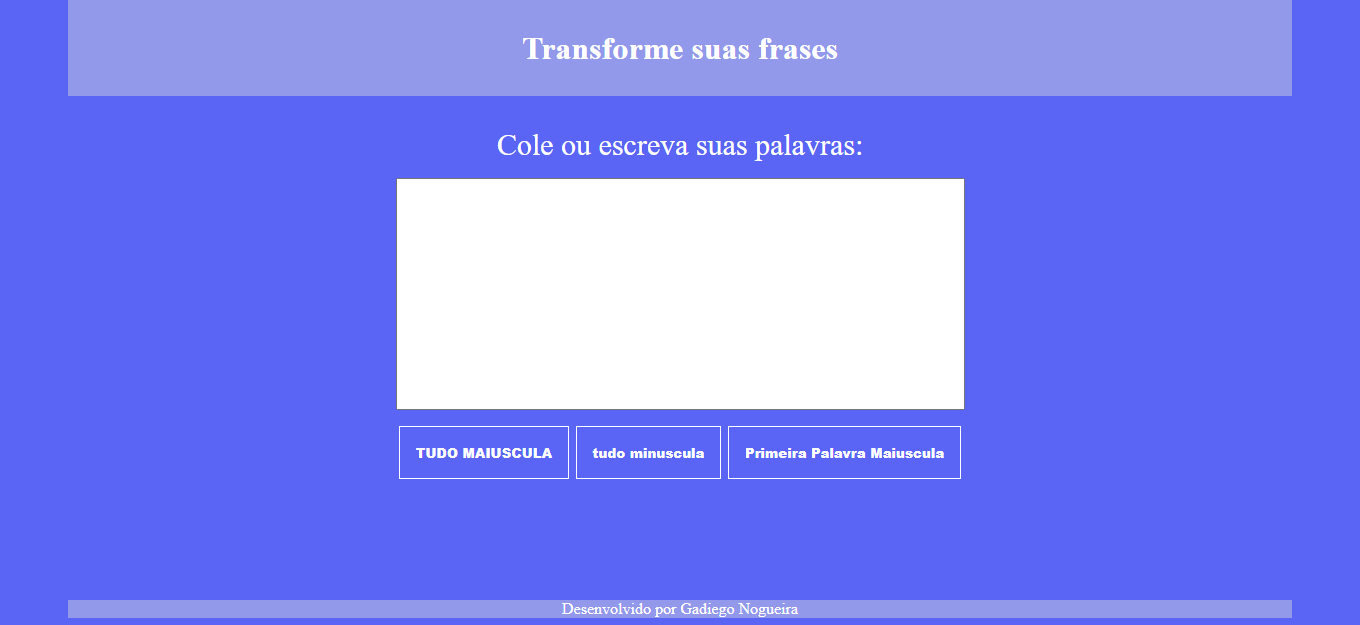 Transforme suas frases
Cole ou escreva suas palavras:
TUDO MAIUSCULA
tudo minuscula
Primeira Palavra Maiuscula
Desenvolvido por Gadiego Nogueira